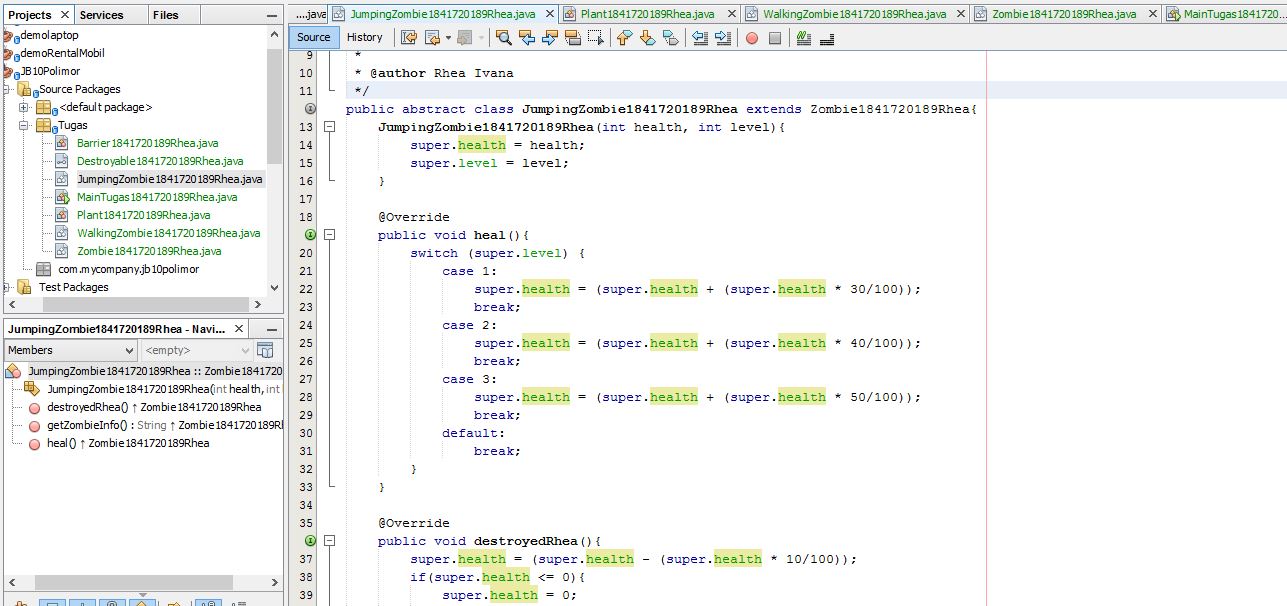 Projects
Services
Files
demolaptop
demoRentalMobil
JB10Polimor
Source Packages
<default package>
Tugas
Barrier1841720189Rhea.java
Destroyable1841720189Rhea.java
JumpingZombie1841720189Rhea.java
MainTugas1841720189Rhea.java
Plant1841720189Rhea.java
WalkingZombie1841720189Rhea.java
Zombie1841720189Rhea.java
com.mycompany.jb10polimor
Test Packages
JumpingZombie1841720189Rhea - Navi...
Members
<empty>
JumpingZombie1841720189Rhea :: Zombie1841720
JumpingZombie1841720189Rhea(int health, int
destroyedRhea() ↑ Zombie1841720189Rhea
getZombieInfo() : String ↑ Zombie1841720189Rh
heal() ↑ Zombie1841720189Rhea
....java
JumpingZombie1841720189Rhea.java
Plant1841720189Rhea.java
WalkingZombie1841720189Rhea.java
Zombie1841720189Rhea.java
MainTugas1841720...
Source
History
9 *
10 * @author Rhea Ivana
11 */
public abstract class JumpingZombie1841720189Rhea extends Zombie1841720189Rhea{
13 JumpingZombie1841720189Rhea(int health, int level){
14 super.health = health;
15 super.level = level;
16 }
17
18 @Override
public void heal(){
20 switch (super.level) {
21 case 1:
22 super.health = (super.health + (super.health * 30/100));
23 break;
24 case 2:
25 super.health = (super.health + (super.health * 40/100));
26 break;
27 case 3:
28 super.health = (super.health + (super.health * 50/100));
29 break;
30 default:
31 break;
32 }
33 }
34
35 @Override
public void destroyedRhea(){
37 super.health = (super.health - (super.health * 10/100));
38 if(super.health <= 0){
39 super.health = 0;